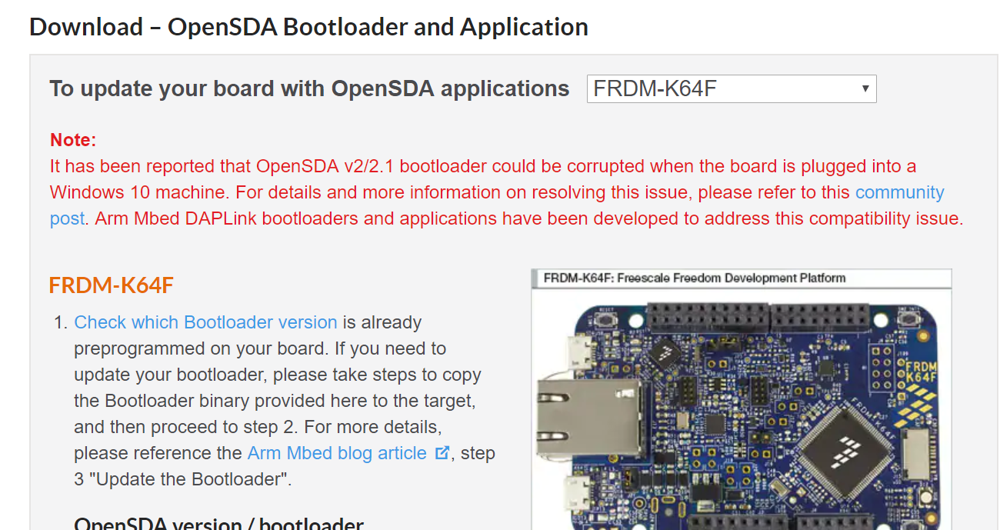 Download – OpenSDA Bootloader and Application
To update your board with OpenSDA applications FRDM-K64F
Note:
It has been reported that OpenSDA v2/2.1 bootloader could be corrupted when the board is plugged into a
Windows 10 machine. For details and more information on resolving this issue, please refer to this community
post. Arm Mbed DAPLink bootloaders and applications have been developed to address this compatibility issue.
FRDM-K64F
1. Check which Bootloader version is already
preprogrammed on your board. If you need to
update your bootloader, please take steps to copy
the Bootloader binary provided here to the target,
and then proceed to step 2. For more details,
please reference the Arm Mbed blog article , step
3 "Update the Bootloader".
OpenSDA version / bootloader
FRDM-K64F: Freescale Freedom Development Platform
RESET
FRDM
K64F
FRDM-K64F